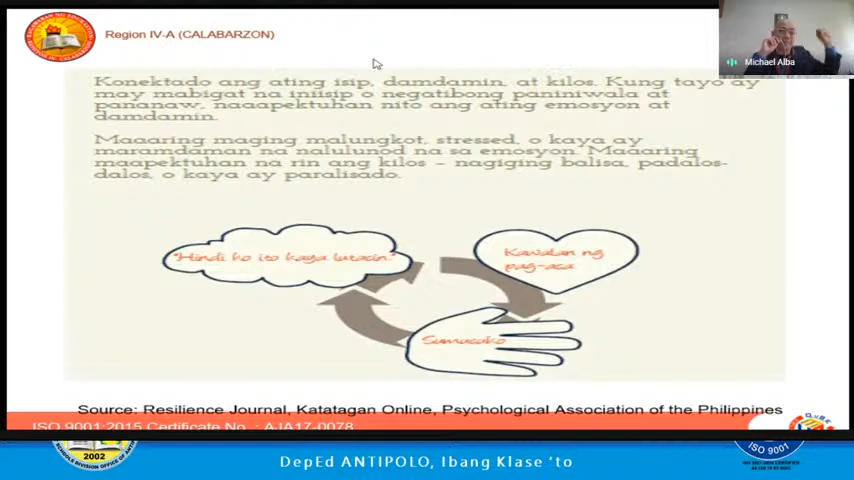 Region IV-A (CALABARZON)
Michael Alba
Konektado ang ating isip, damdamin, at kilos. Kung tayo ay
may mabigat na iniisip o negatibong paniniwala at
pananaw, naaapektuhan nito ang ating emosyon at
damdamin.
Maaaring maging malungkot, stressed, o kaya ay
maramdaman na nalulunod na sa emosyon. Maaaring
maapektuhan na rin ang kilos – nagiging balisa, padalos-
dalos, o kaya ay paralisado.
"Hindi ko ito kaya lutasin."
Kawalan ng
pag-asa
Sumusuko
Source: Resilience Journal, Katatagan Online, Psychological Association of the Philippines
ISO 9001:2015 Certificate No. : AJA17-0078
2002
DepEd ANTIPOLO, Ibang Klase 'to
ISO 9001